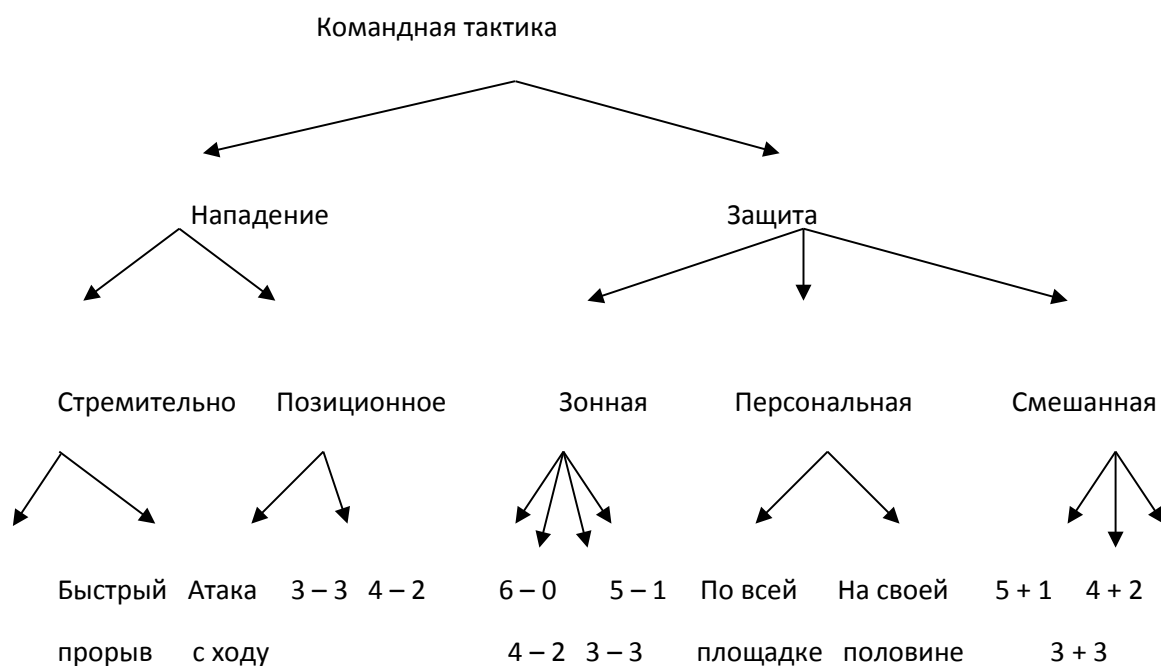 Командная тактика
Нападение Защита
Стремительно Позиционное Зонная Персональная Смешанная
Быстрый Атака 3 – 3 4 – 2 6 – 0 5 – 1 По всей На своей 5 + 1 4 + 2
прорыв с ходу 4 – 2 3 – 3 площадке половине 3 + 3